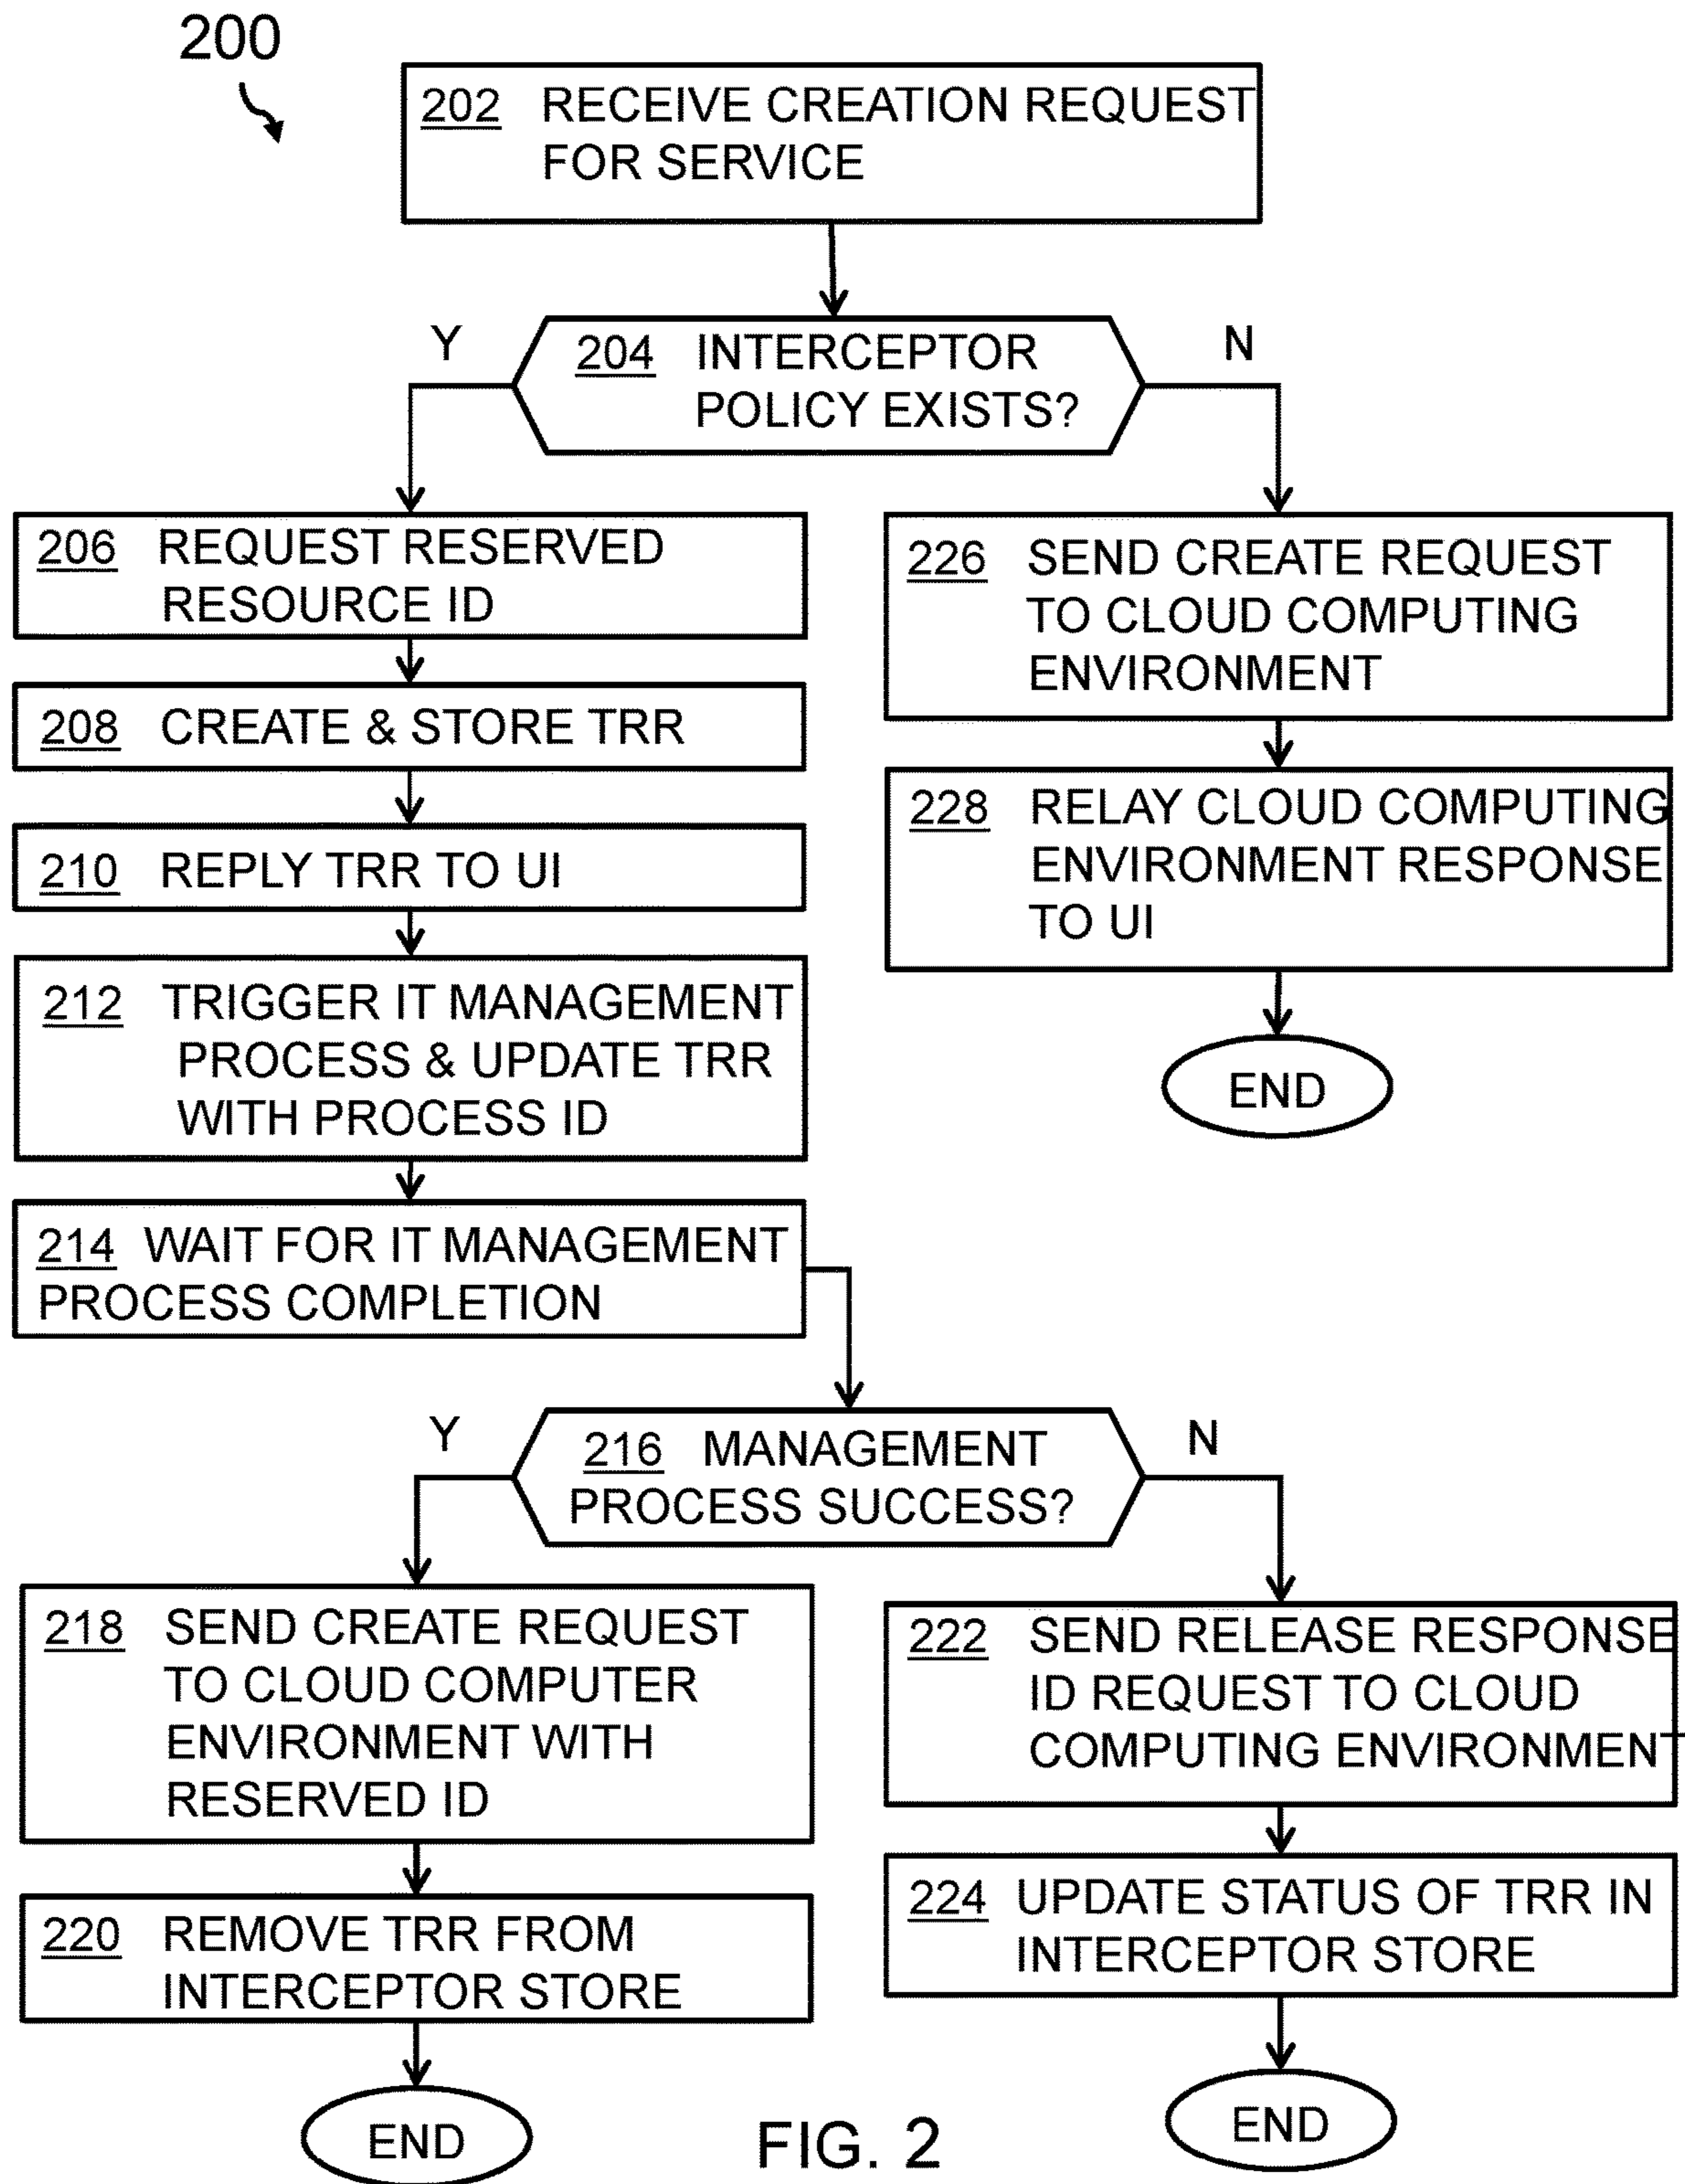 200
202 RECEIVE CREATION REQUEST
FOR SERVICE
Y
204 INTERCEPTOR
POLICY EXISTS?
N
206 REQUEST RESERVED
RESOURCE ID
208 CREATE & STORE TRR
210 REPLY TRR TO UI
212 TRIGGER IT MANAGEMENT
PROCESS & UPDATE TRR
WITH PROCESS ID
214 WAIT FOR IT MANAGEMENT
PROCESS COMPLETION
226 SEND CREATE REQUEST
TO CLOUD COMPUTING
ENVIRONMENT
228 RELAY CLOUD COMPUTING
ENVIRONMENT RESPONSE
TO UI
END
Y
216 MANAGEMENT
PROCESS SUCCESS?
N
218 SEND CREATE REQUEST
TO CLOUD COMPUTER
ENVIRONMENT WITH
RESERVED ID
220 REMOVE TRR FROM
INTERCEPTOR STORE
END
222 SEND RELEASE RESPONSE
ID REQUEST TO CLOUD
COMPUTING ENVIRONMENT
224 UPDATE STATUS OF TRR IN
INTERCEPTOR STORE
END
FIG. 2